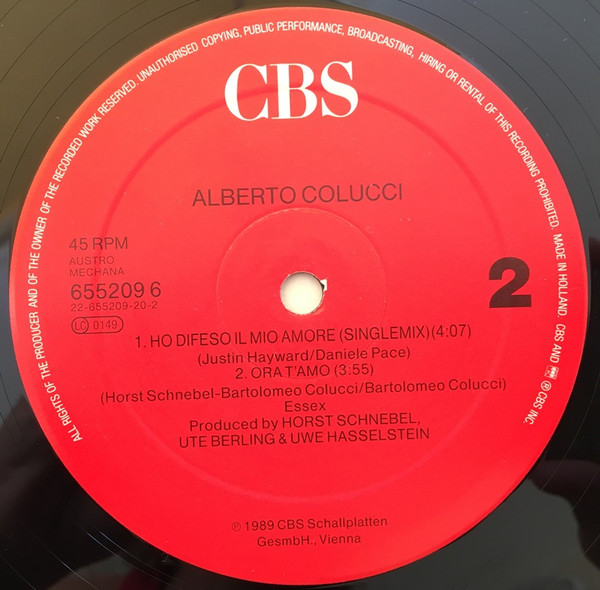 ALL RIGHTS OF THE PRODUCER AND OF THE OWNER OF THE RECORDED WORK RESERVED. UNAUTHORISED COPYING, PUBLIC PERFORMANCE, BROADCASTING, HIRING OR RENTAL OF THIS RECORDING PROHIBITED. MADE IN HOLLAND. CBS AND ℗ CBS INC.
CBS
ALBERTO COLUCCI
45 RPM
AUSTRO
MECHANA
655209 6
22-655209-20-2
LC 0149
2
1. HO DIFESO IL MIO AMORE (SINGLEMIX) (4:07)
(Justin Hayward/Daniele Pace)
2. ORA T'AMO (3:55)
(Horst Schnebel-Bartolomeo Colucci/Bartolomeo Colucci)
Essex
Produced by HORST SCHNEBEL,
UTE BERLING & UWE HASSELSTEIN
℗ 1989 CBS Schallplatten
GesmbH., Vienna